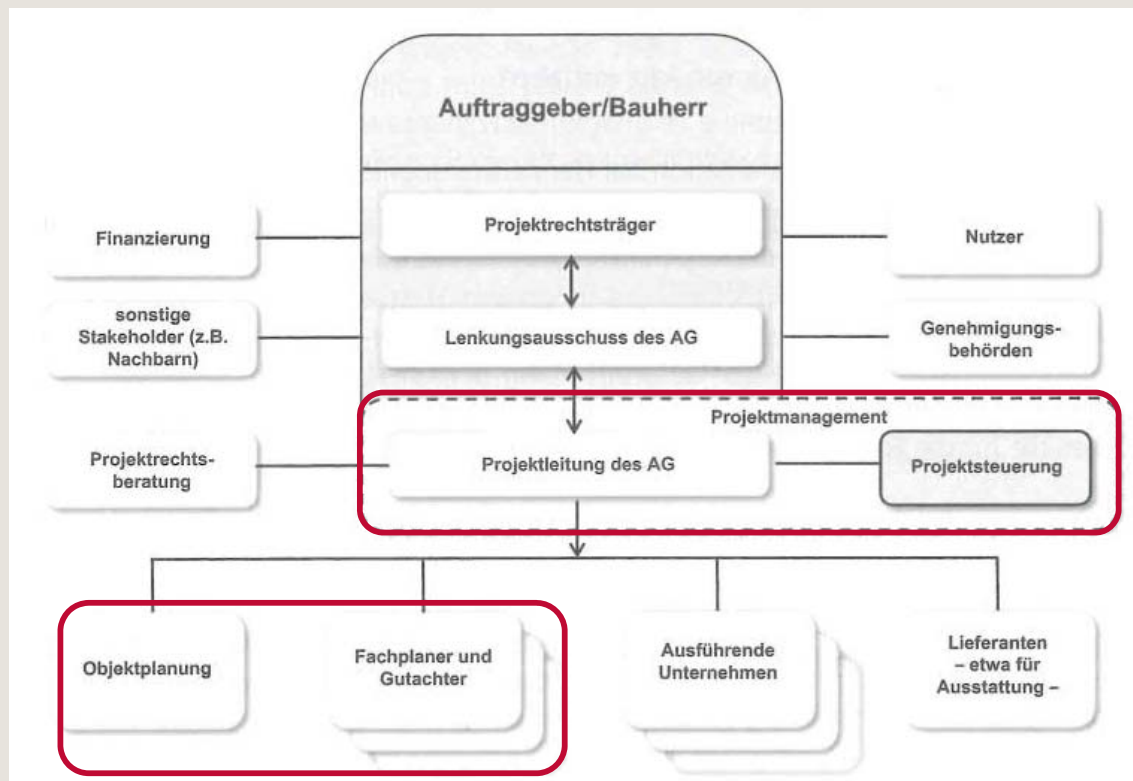 Auftraggeber/Bauherr
Finanzierung
Projektrechtsträger
Nutzer
sonstige
Stakeholder (z.B.
Nachbarn)
Lenkungsausschuss des AG
Genehmigungs-
behörden
Projektmanagement
Projektrechts-
beratung
Projektleitung des AG
Projektsteuerung
Objektplanung
Fachplaner und
Gutachter
Ausführende
Unternehmen
Lieferanten
– etwa für
Ausstattung –